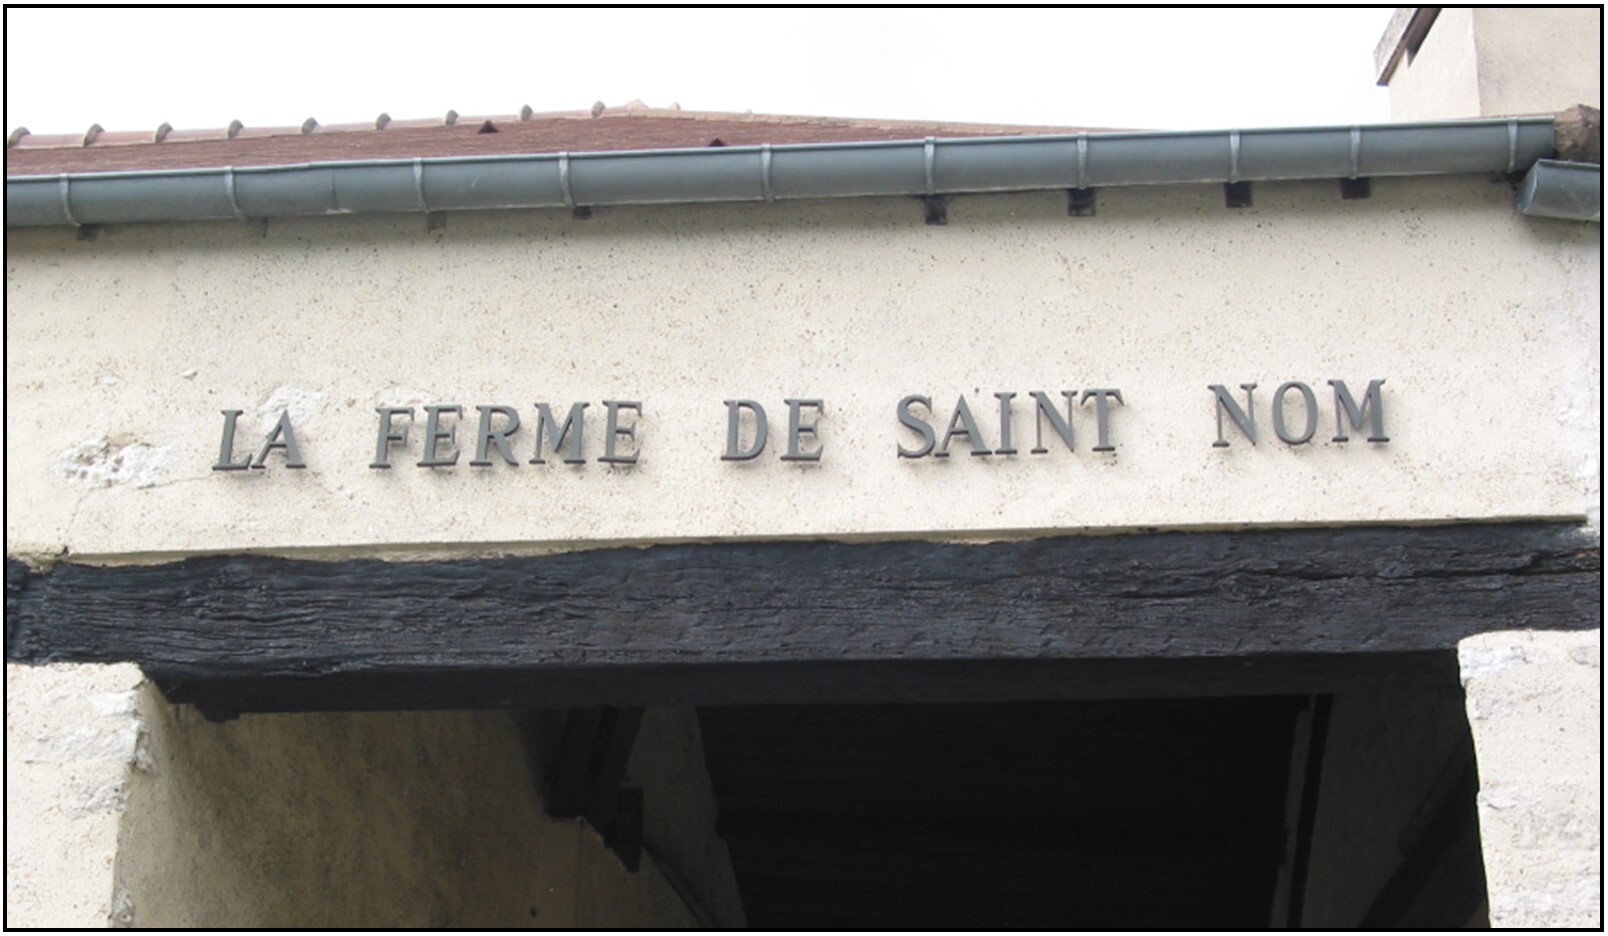 LA FERME DE SAINT NOM